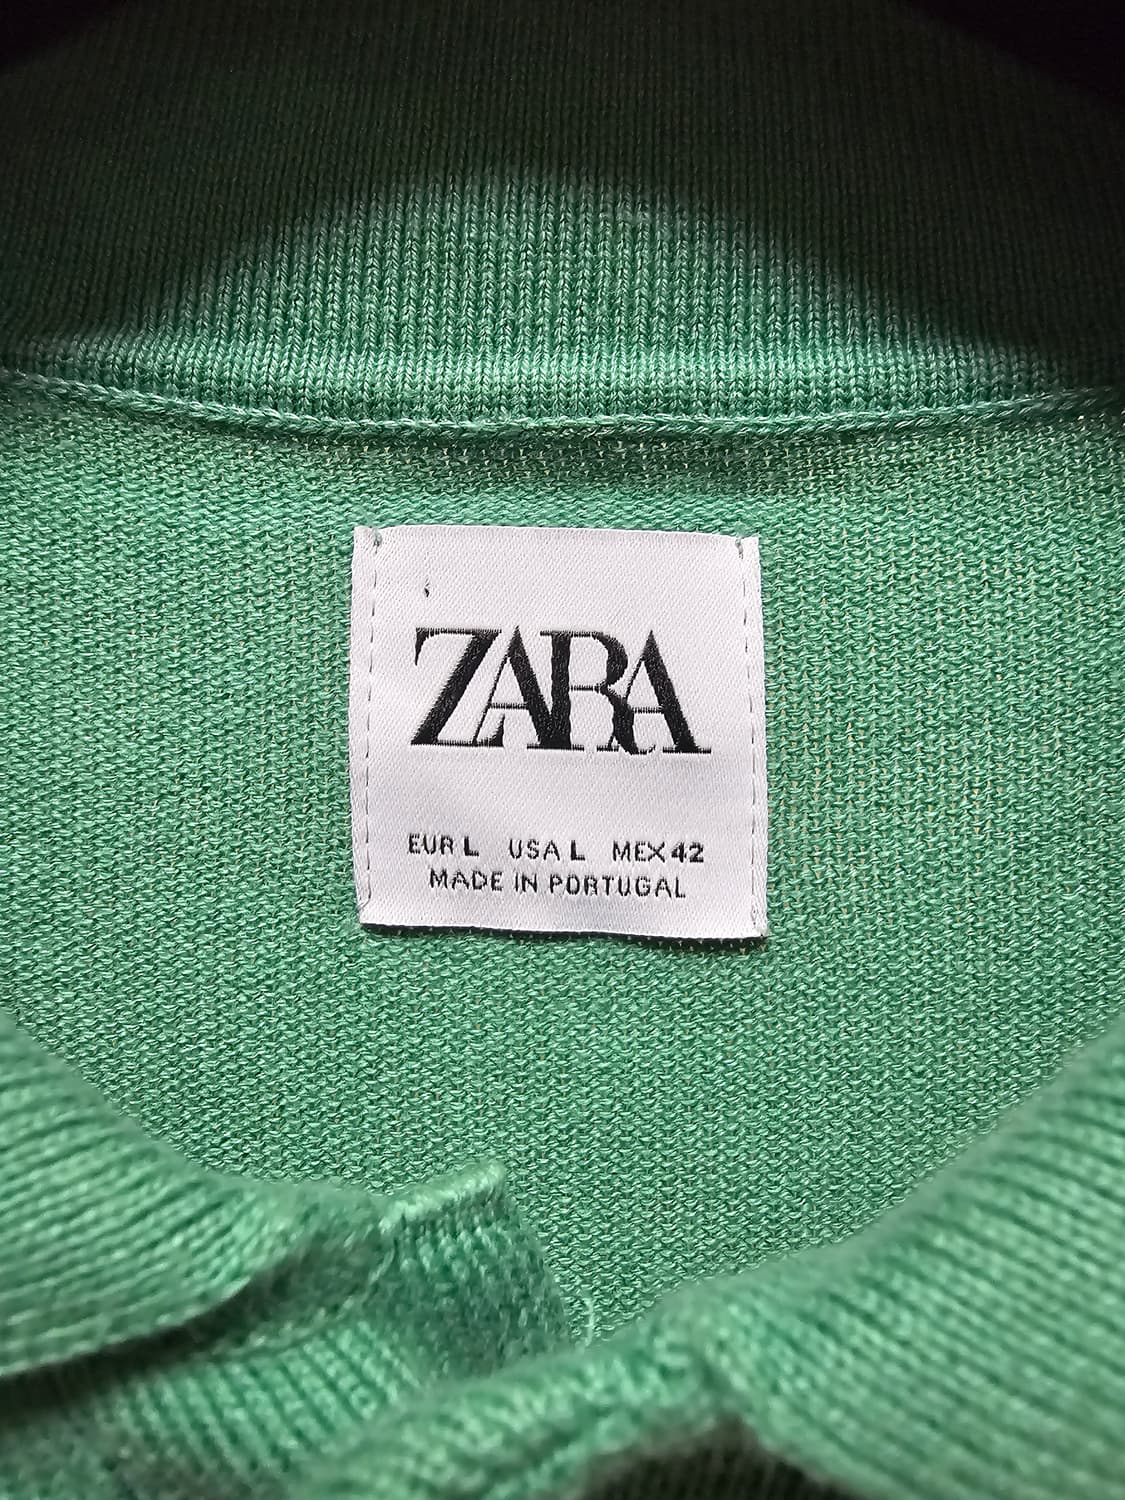 ZARA
EUR L USA L MEX 42
MADE IN PORTUGAL